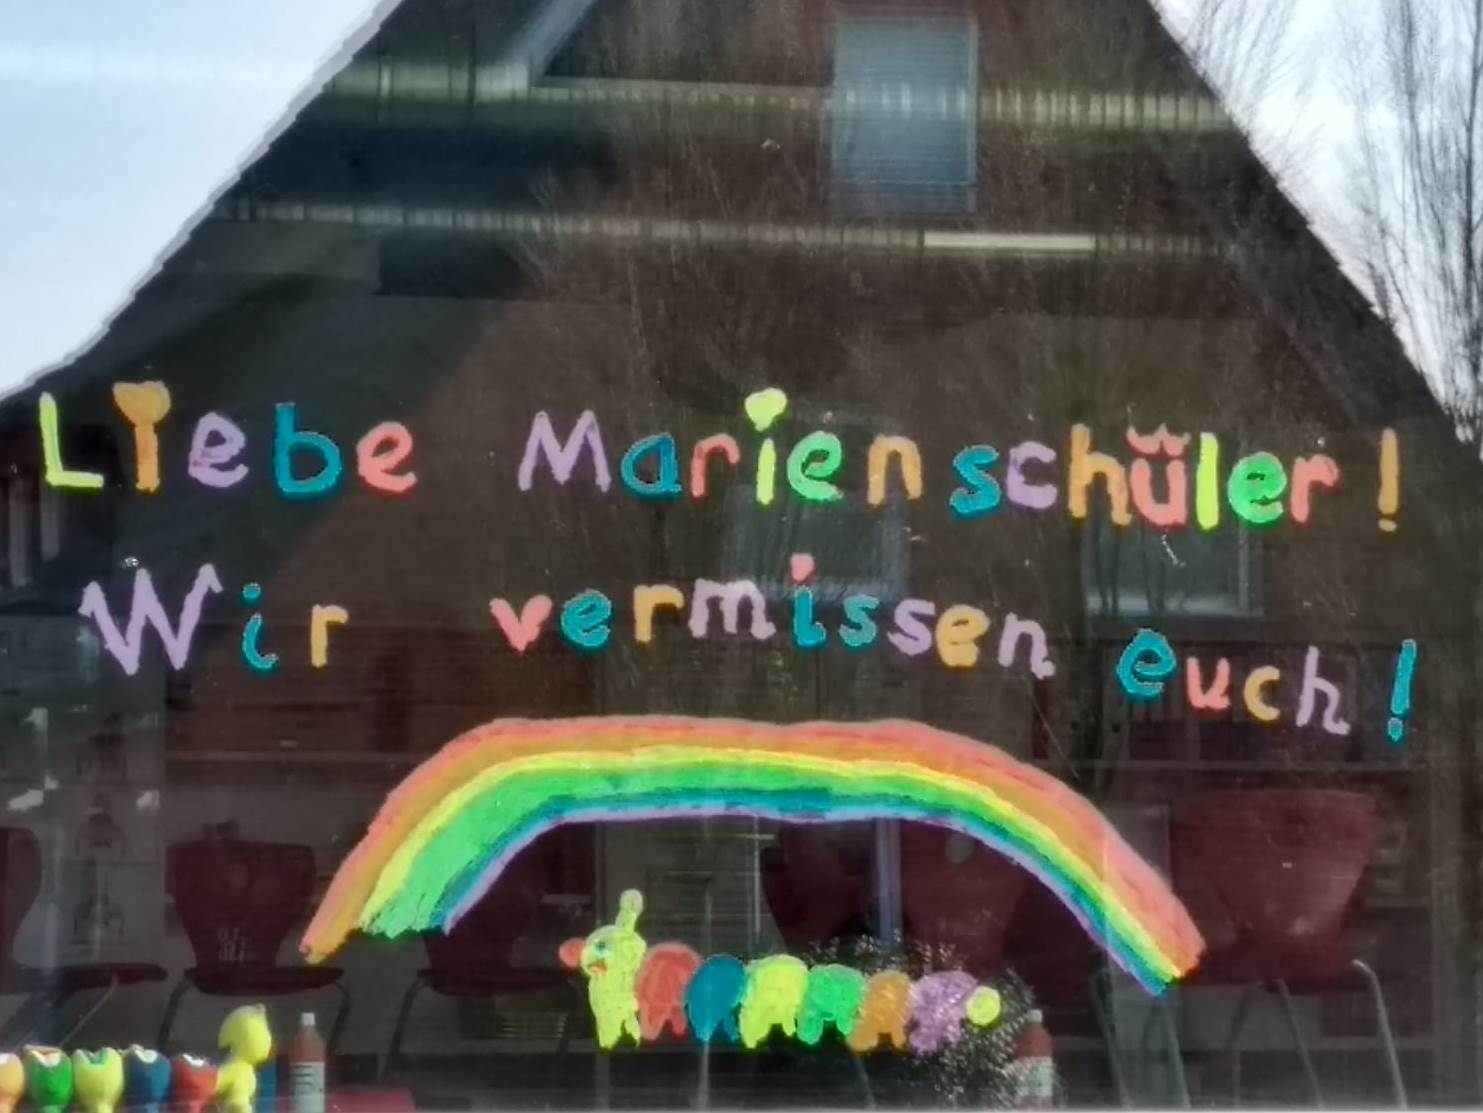 Liebe Marienschüler!
Wir vermissen euch!